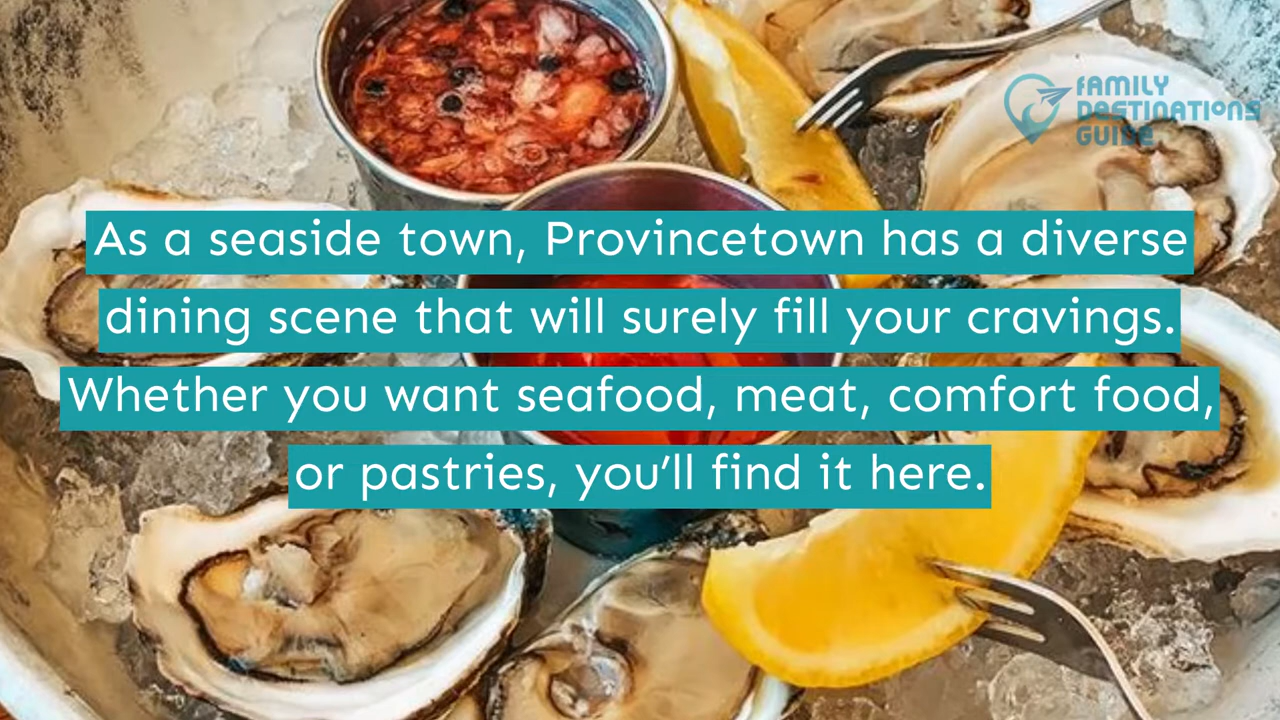 FAMILY
DESTINATIONS
GUIDE
As a seaside town, Provincetown has a diverse
dining scene that will surely fill your cravings.
Whether you want seafood, meat, comfort food,
or pastries, you’ll find it here.